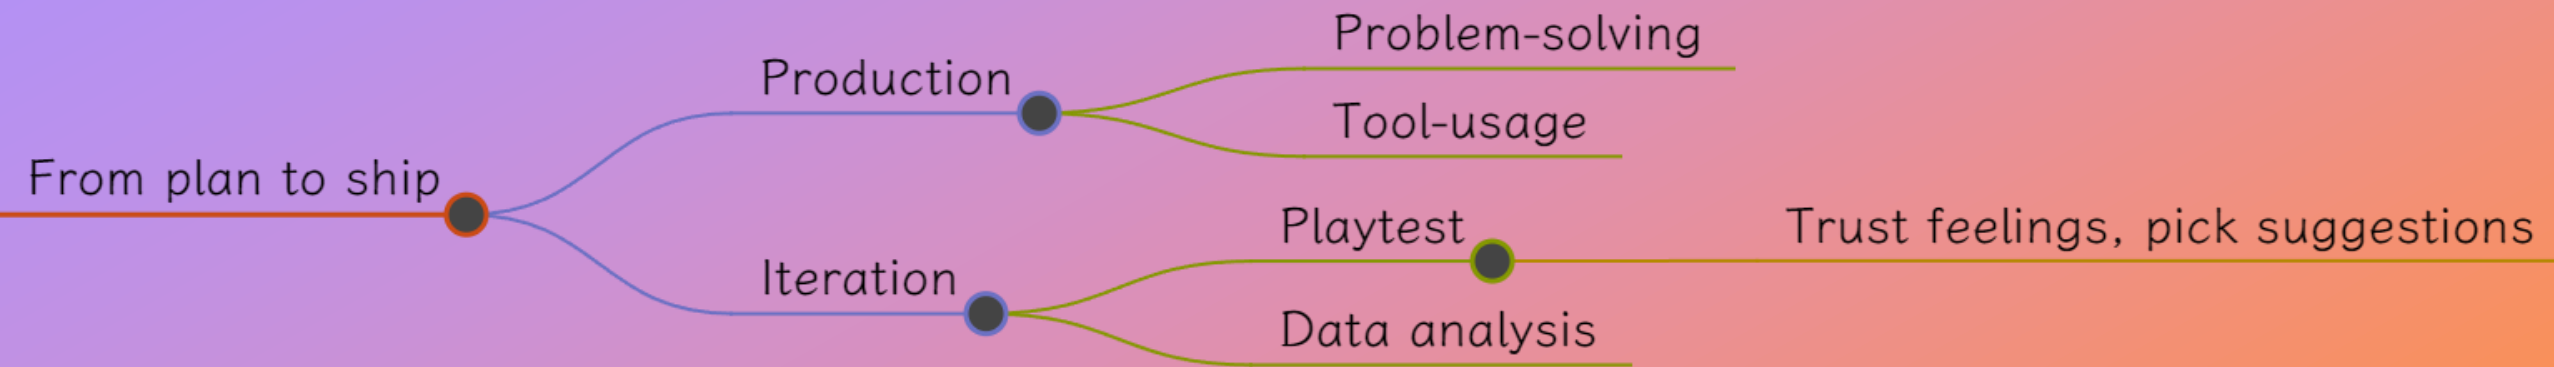 From plan to ship
Production
Problem-solving
Tool-usage
Iteration
Playtest
Trust feelings, pick suggestions
Data analysis